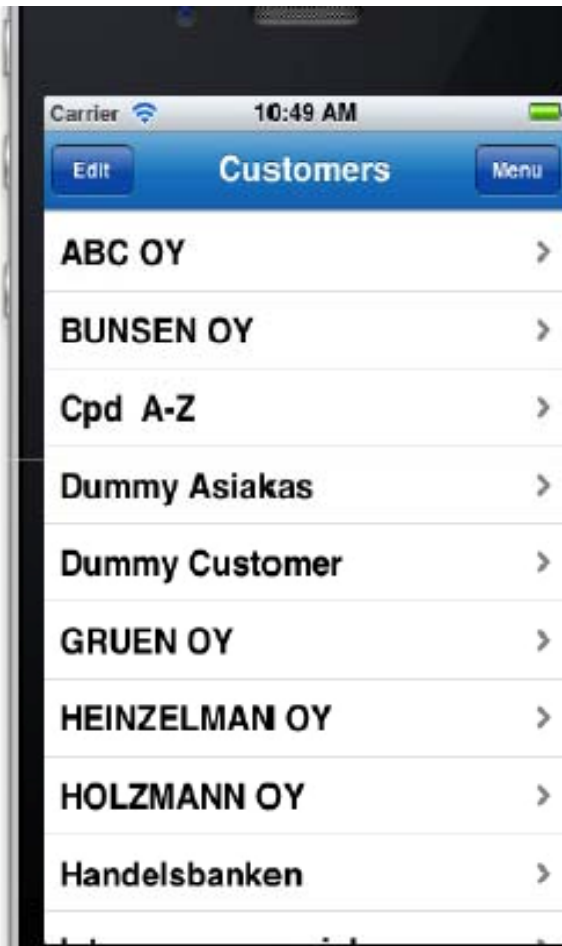 Carrier 10:49 AM
Edit Customers Menu
ABC OY
BUNSEN OY
Cpd A-Z
Dummy Asiakas
Dummy Customer
GRUEN OY
HEINZELMAN OY
HOLZMANN OY
Handelsbanken